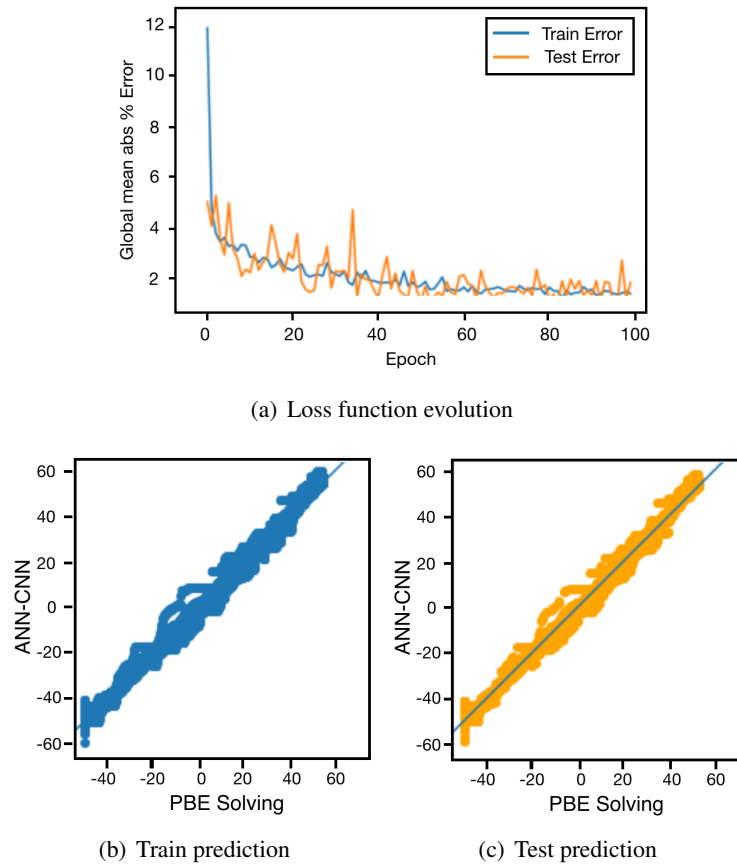 Global mean abs % Error
12
10
8
6
4
2
Train Error
Test Error
0 20 40 60 80 100
Epoch
(a) Loss function evolution
ANN-CNN
60
40
20
0
-20
-40
-60
-40 -20 0 20 40 60
PBE Solving
(b) Train prediction
ANN-CNN
60
40
20
0
-20
-40
-60
-40 -20 0 20 40 60
PBE Solving
(c) Test prediction